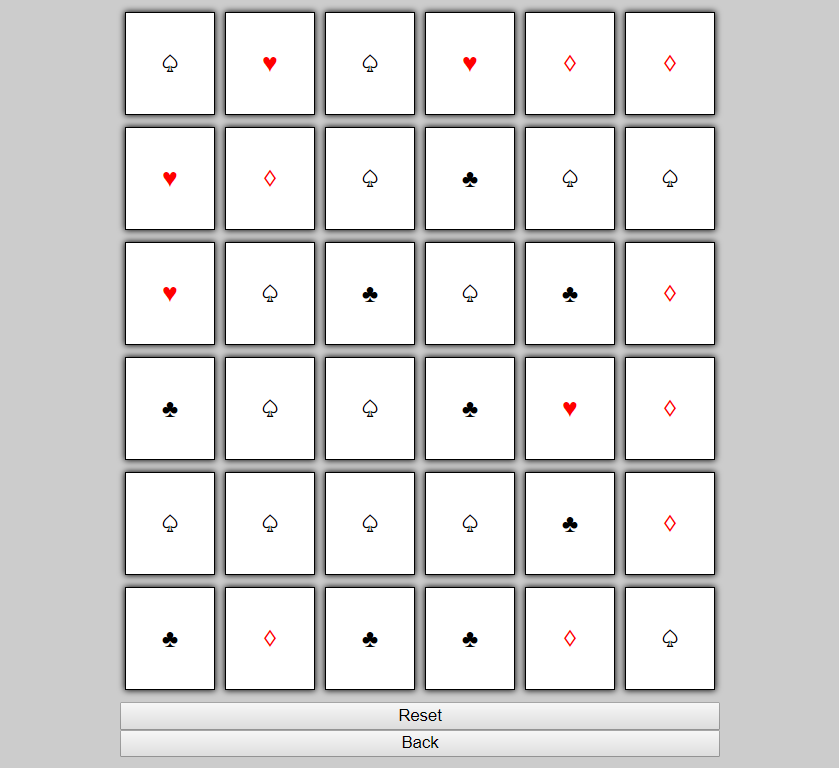 ♤ ♥ ♤ ♥ ♢ ♢
♥ ♢ ♤ ♣ ♤ ♤
♥ ♤ ♣ ♤ ♣ ♢
♣ ♤ ♤ ♣ ♥ ♢
♤ ♤ ♤ ♤ ♣ ♢
♣ ♢ ♣ ♣ ♢ ♤
Reset
Back